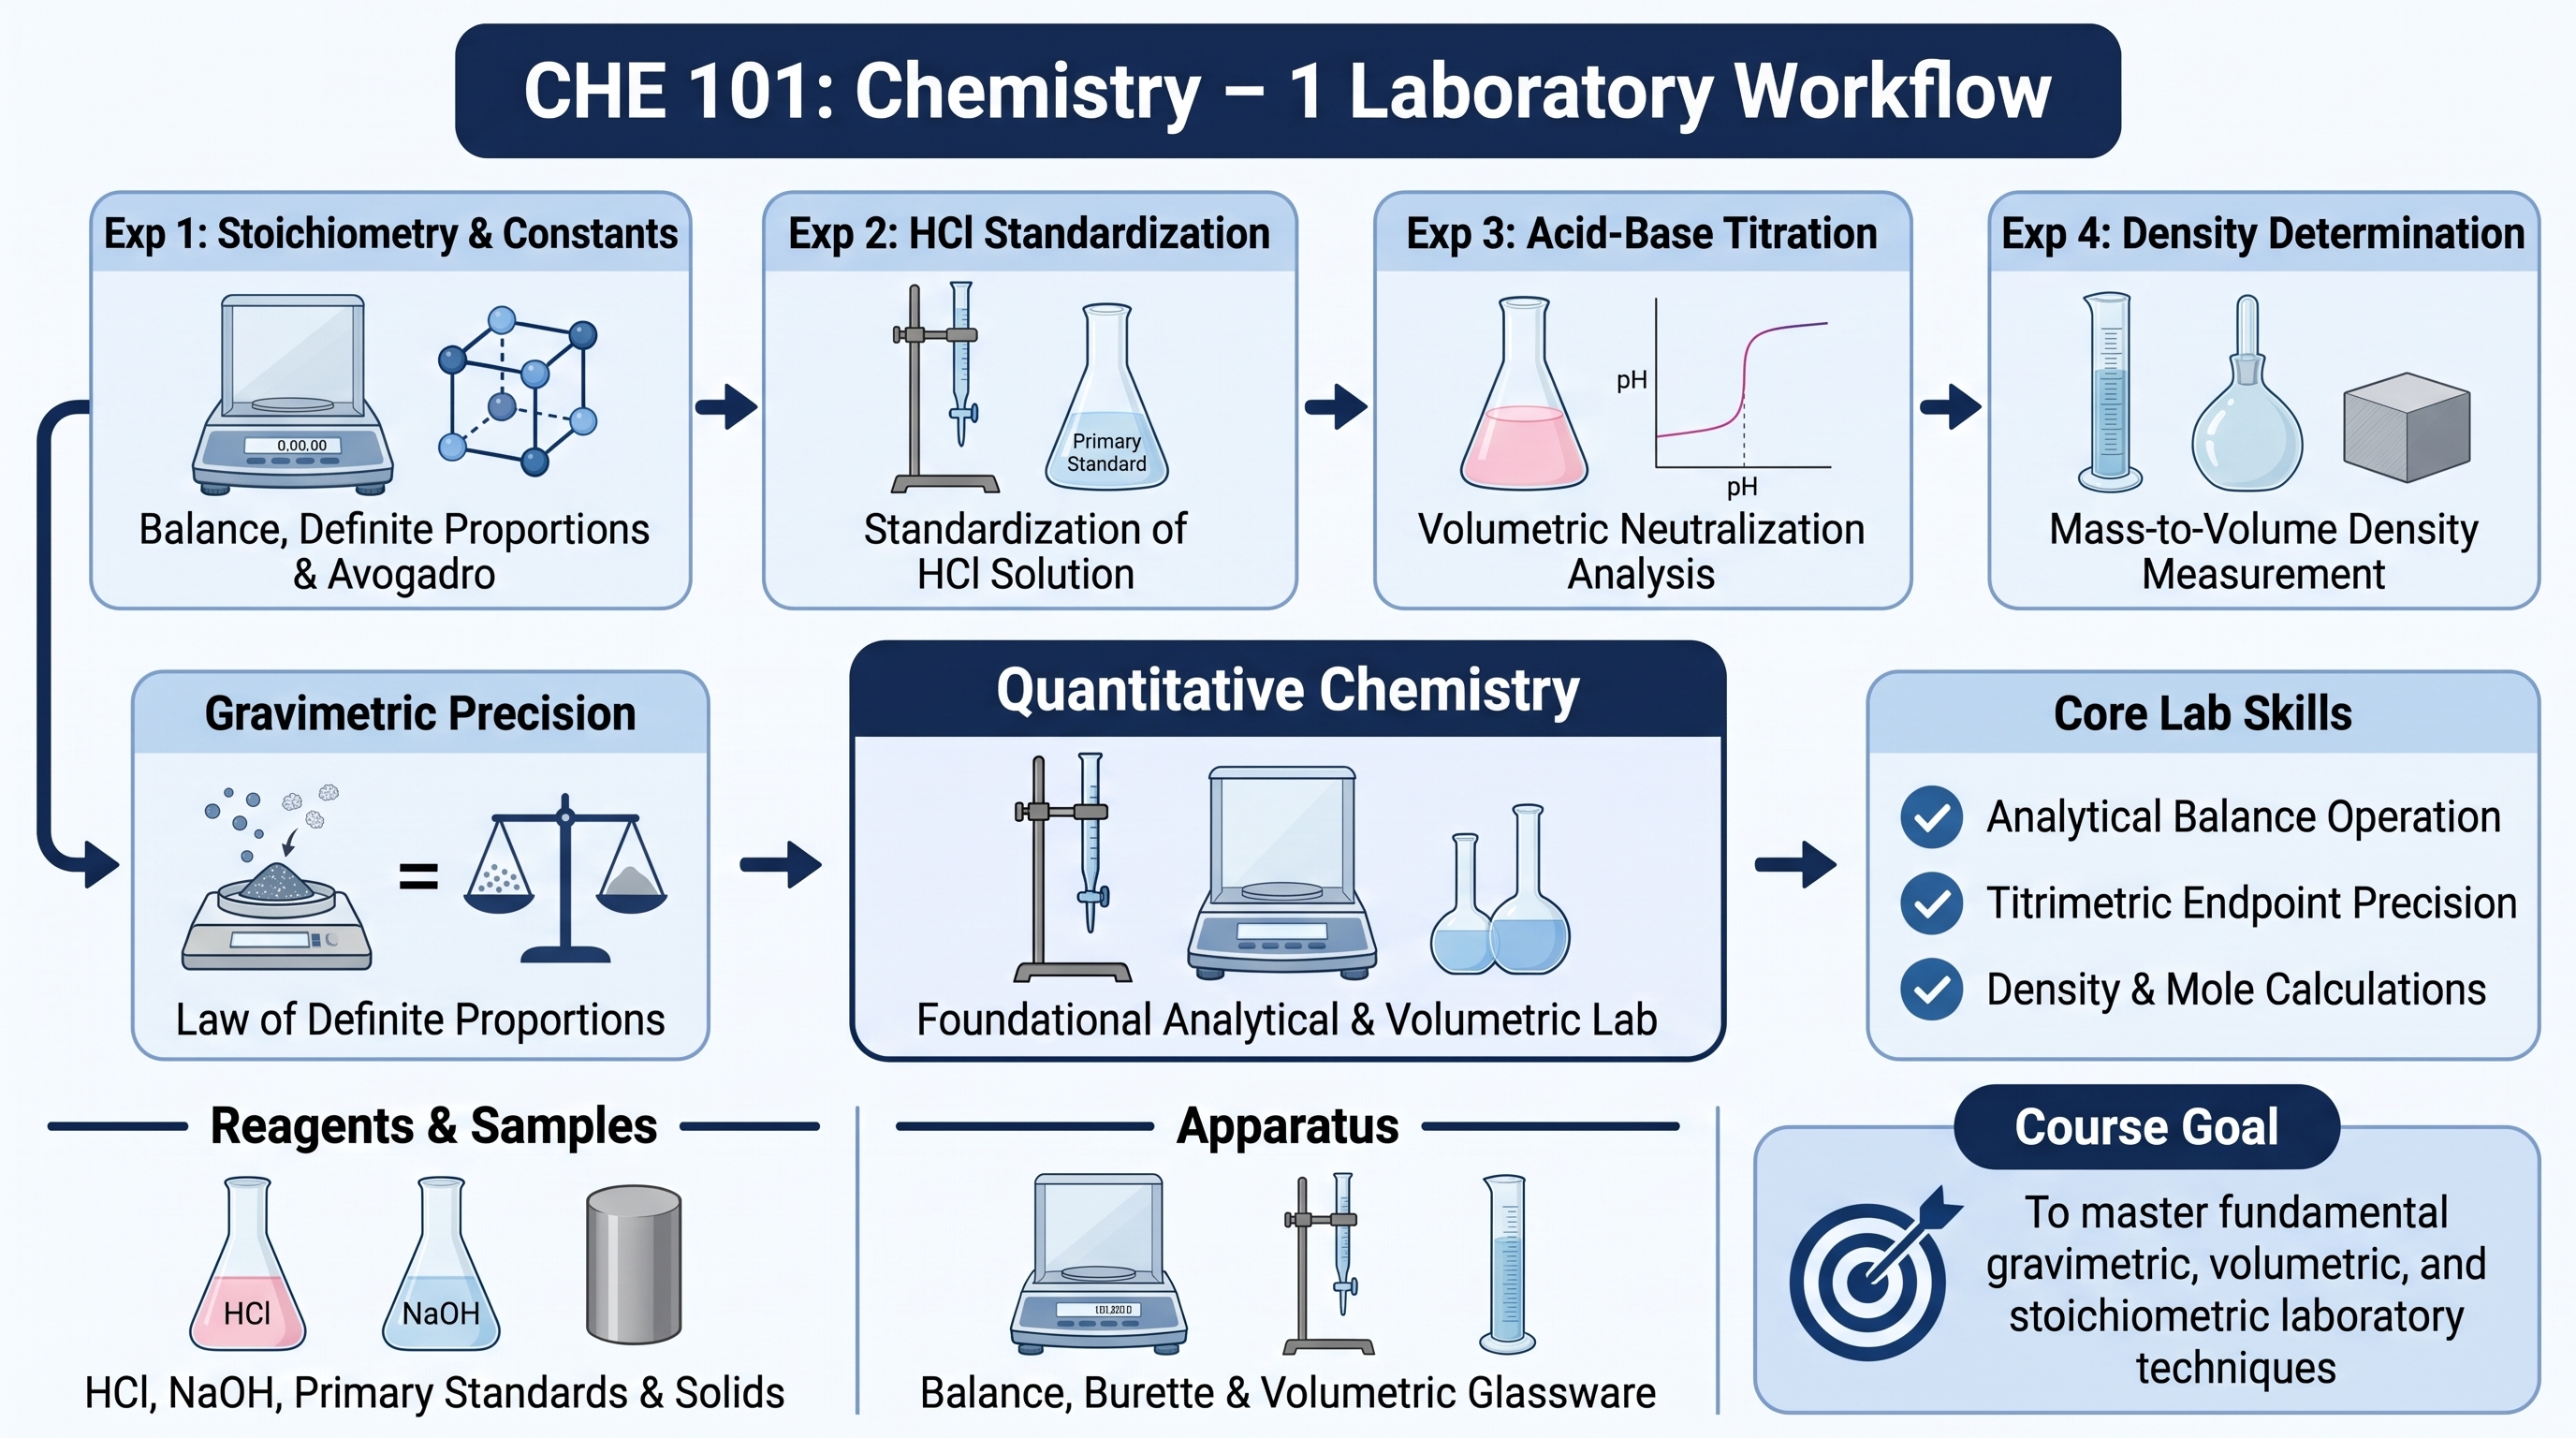 CHE 101: Chemistry – 1 Laboratory Workflow
Exp 1: Stoichiometry & Constants
0,00,00
Balance, Definite Proportions
& Avogadro
Exp 2: HCl Standardization
Primary
Standard
Standardization of
HCl Solution
Exp 3: Acid-Base Titration
pH
pH
Volumetric Neutralization
Analysis
Exp 4: Density Determination
Mass-to-Volume Density
Measurement
Gravimetric Precision
=
Law of Definite Proportions
Quantitative Chemistry
Foundational Analytical & Volumetric Lab
Core Lab Skills
Analytical Balance Operation
Titrimetric Endpoint Precision
Density & Mole Calculations
Reagents & Samples
HCl
NaOH
HCl, NaOH, Primary Standards & Solids
Apparatus
Balance, Burette & Volumetric Glassware
Course Goal
To master fundamental
gravimetric, volumetric, and
stoichiometric laboratory
techniques